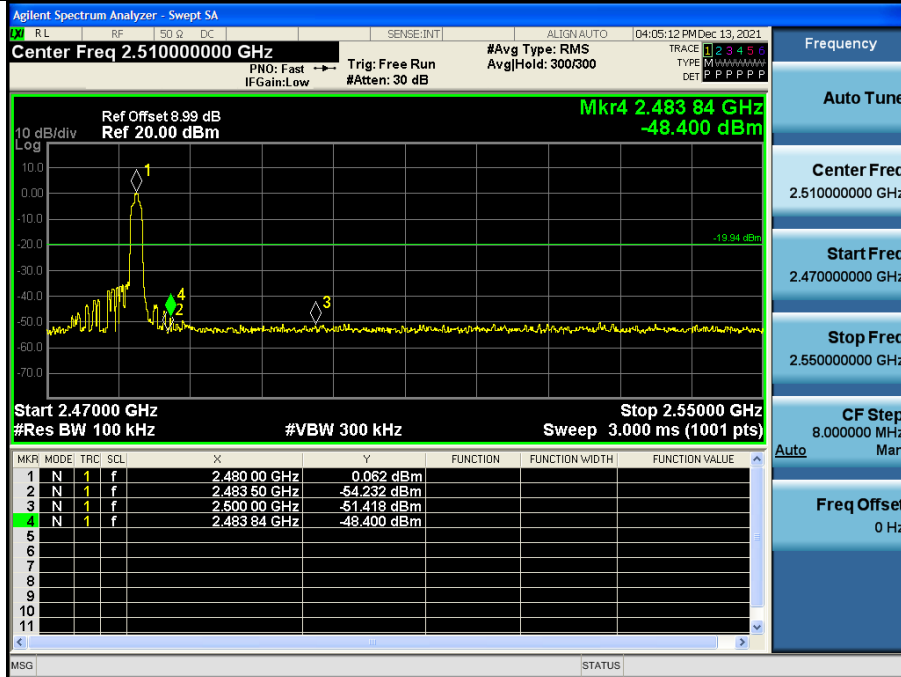 Agilent Spectrum Analyzer - Swept SA
LXI RL RF 50 Ω DC SENSE:INT ALIGN AUTO 04:05:12 PM Dec 13, 2021
Center Freq 2.510000000 GHz
PNO: Fast
IFGain:Low
Trig: Free Run
#Atten: 30 dB
#Avg Type: RMS
Avg|Hold: 300/300
TRACE 1 2 3 4 5 6
TYPE M
DET P P P P P P
Ref Offset 8.99 dB
Ref 20.00 dBm
10 dB/div
Log
Mkr4 2.483 84 GHz
-48.400 dBm
10.0
0.00
-10.0
-20.0
-30.0
-40.0
-50.0
-60.0
-70.0
1
-19.94 dBm
4
2
3
Start 2.47000 GHz
Stop 2.55000 GHz
#Res BW 100 kHz
#VBW 300 kHz
Sweep 3.000 ms (1001 pts)
MKR MODE TRC SCL X Y FUNCTION FUNCTION WIDTH FUNCTION VALUE
1 N 1 f 2.480 00 GHz 0.062 dBm
2 N 1 f 2.483 50 GHz -54.232 dBm
3 N 1 f 2.500 00 GHz -51.418 dBm
4 N 1 f 2.483 84 GHz -48.400 dBm
5
6
7
8
9
10
11
MSG
STATUS
Frequency
Auto Tune
Center Freq
2.510000000 GHz
Start Freq
2.470000000 GHz
Stop Freq
2.550000000 GHz
CF Step
8.000000 MHz
Auto Man
Freq Offset
0 Hz